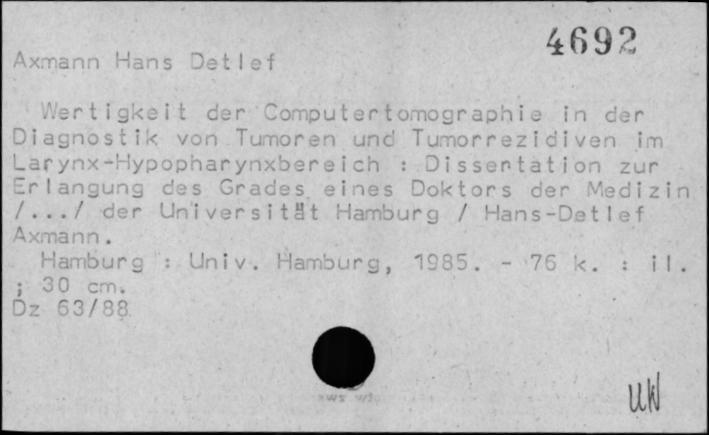 4692
Axmann Hans Detlef
Wertigkeit der Computertomographie in der
Diagnostik von Tumoren und Tumorrezidiven im
Larynx-Hypopharynxbereich : Dissertation zur
Erlangung des Grades eines Doktors der Medizin
/.../ der Universität Hamburg / Hans-Detlef
Axmann.
Hamburg : Univ. Hamburg, 1985. - 76 k. : il.
; 30 cm.
Dz 63/88
UW